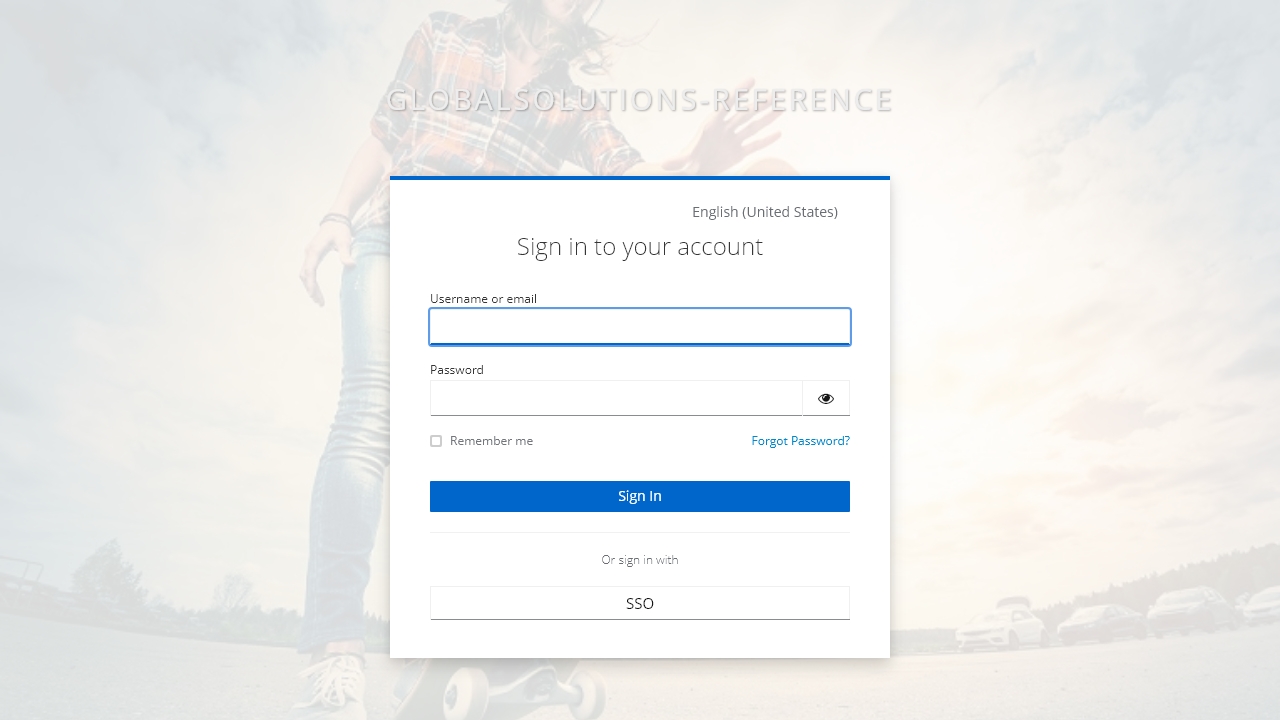 GLOBALSOLUTIONS-REFERENCE
English (United States)
Sign in to your account
Username or email
Password
Remember me Forgot Password?
Sign In
Or sign in with
SSO